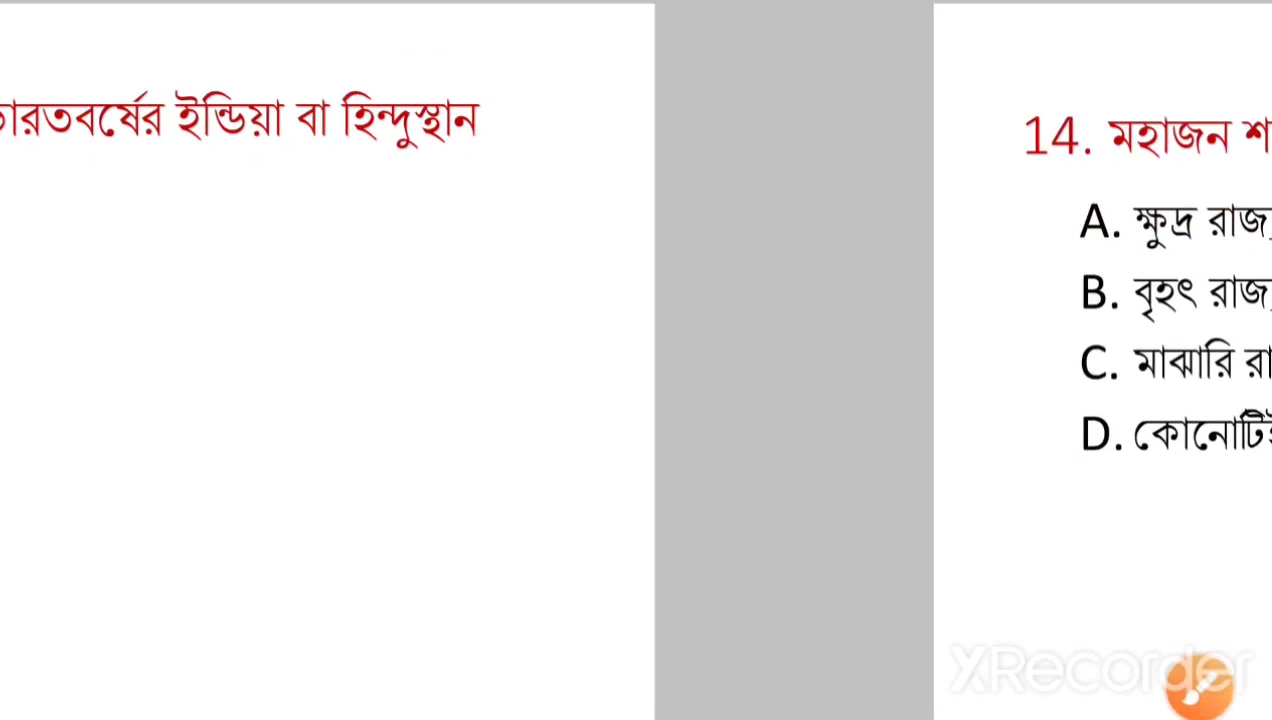 ভারতবর্ষের ইন্ডিয়া বা হিন্দুস্থান
14. মহাজন
A. ক্ষুদ্র
B. বৃহৎ
C. মাঝারি
D.
XRecorder